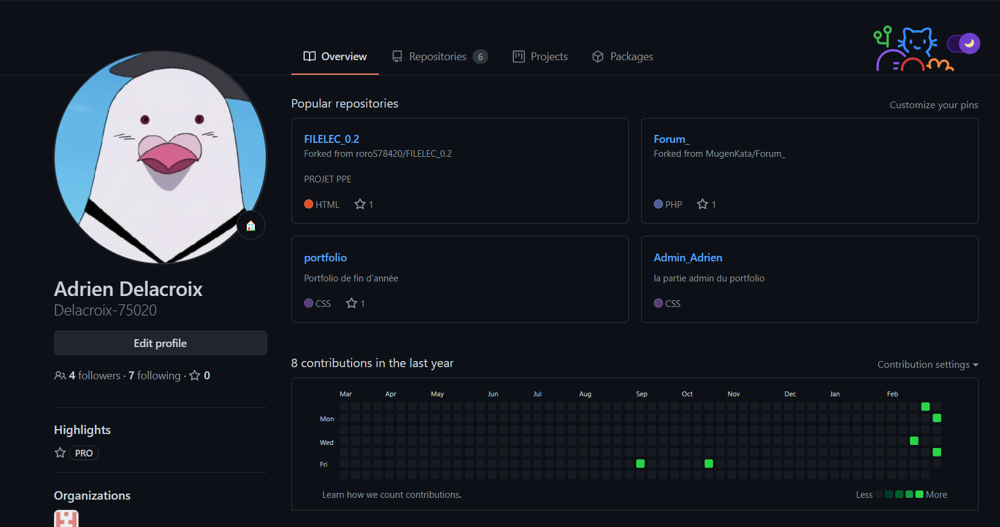 Overview
Repositories 6
Projects
Packages
Popular repositories
Customize your pins
FILELEC_0.2
Forked from roroS78420/FILELEC_0.2
PROJET PPE
HTML 1
Forum_
Forked from MugenKata/Forum_
PHP 1
portfolio
Portfolio de fin d'année
CSS 1
Admin_Adrien
la partie admin du portfolio
CSS
Adrien Delacroix
Delacroix-75020
Edit profile
4 followers · 7 following · 0
Highlights
PRO
Organizations
8 contributions in the last year
Contribution settings
Mar Apr May Jun Jul Aug Sep Oct Nov Dec Jan Feb
Mon
Wed
Fri
Learn how we count contributions.
Less More